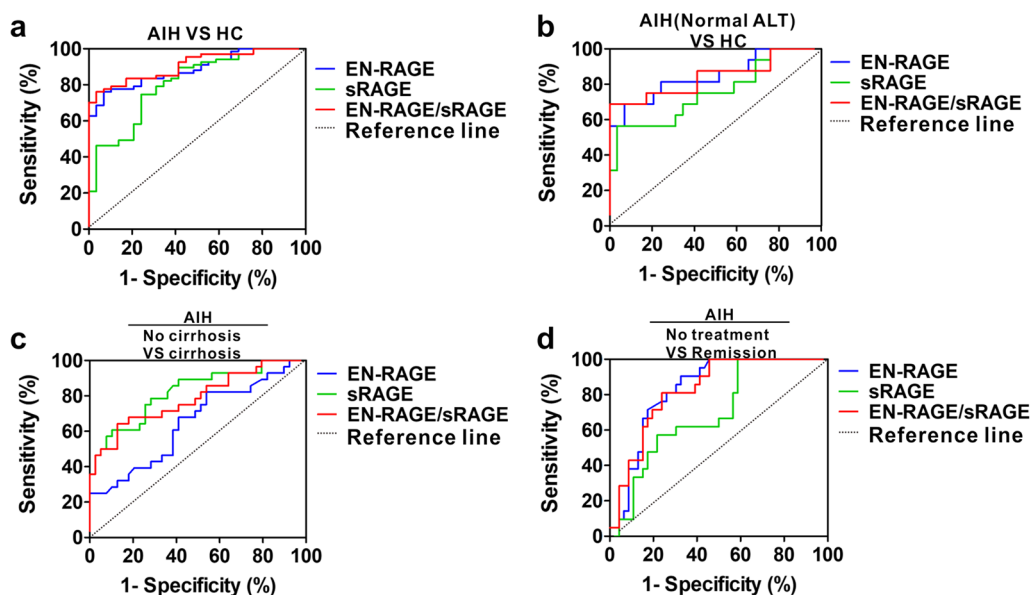 a
AIH VS HC
100
80
60
40
20
0
Sensitivity (%)
0 20 40 60 80 100
1- Specificity (%)
EN-RAGE
sRAGE
EN-RAGE/sRAGE
Reference line
b
AIH(Normal ALT)
VS HC
100
80
60
40
20
0
Sensitivity (%)
0 20 40 60 80 100
1- Specificity (%)
EN-RAGE
sRAGE
EN-RAGE/sRAGE
Reference line
c
AIH
No cirrhosis
VS cirrhosis
100
80
60
40
20
0
Sensitivity (%)
0 20 40 60 80 100
1- Specificity (%)
EN-RAGE
sRAGE
EN-RAGE/sRAGE
Reference line
d
AIH
No treatment
VS Remission
100
80
60
40
20
0
Sensitivity (%)
0 20 40 60 80 100
1- Specificity (%)
EN-RAGE
sRAGE
EN-RAGE/sRAGE
Reference line